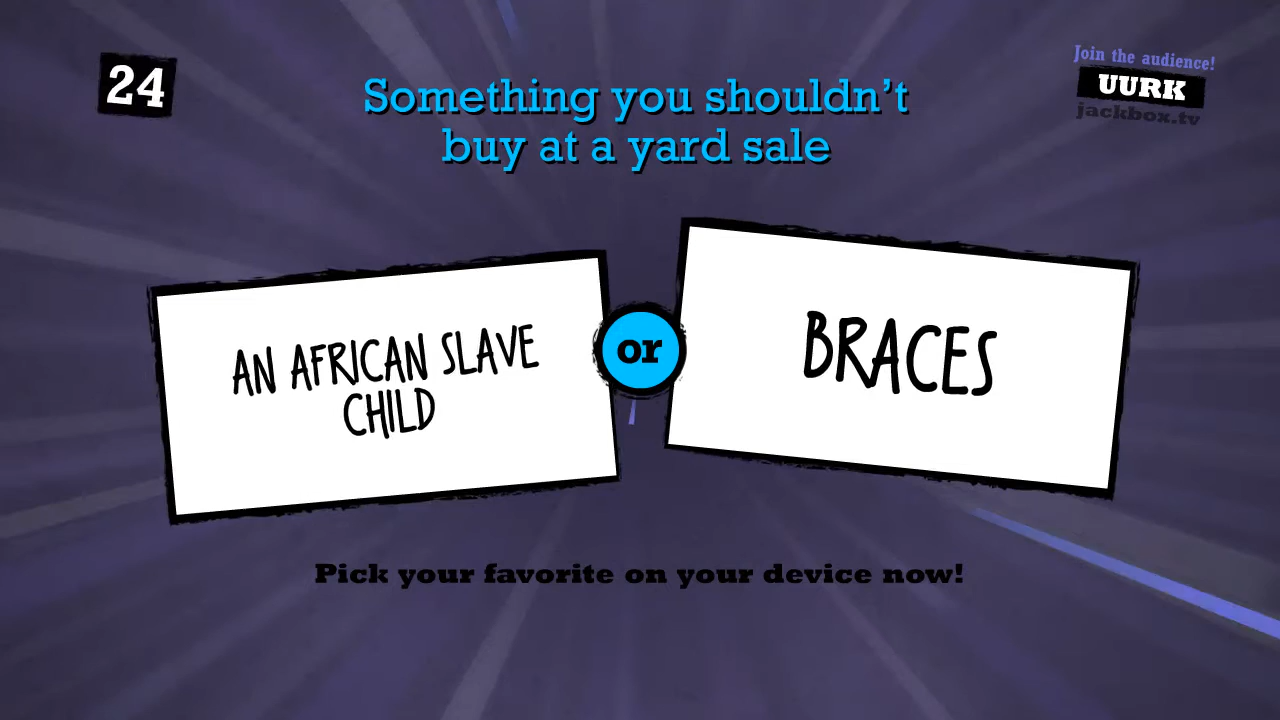 24
Something you shouldn't
buy at a yard sale
Join the audience!
UURK
jackbox.tv
AN AFRICAN SLAVE
CHILD
or
BRACES
Pick your favorite on your device now!